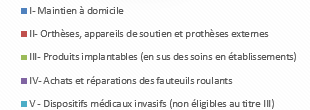 I- Maintien à domicile
II- Orthèses, appareils de soutien et prothèses externes
III- Produits implantables (en sus des soins en établissements)
IV- Achats et réparations des fauteuils roulants
V - Dispositifs médicaux invasifs (non éligibles au titre III)